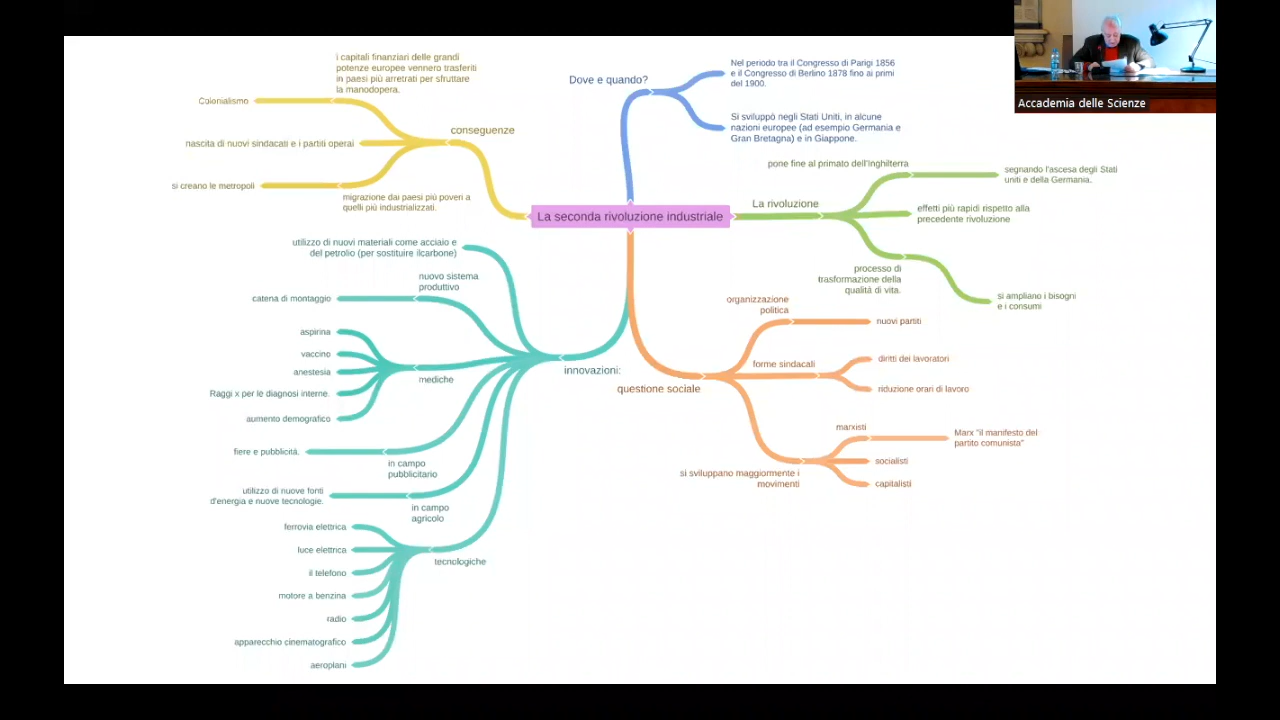 Accademia delle Scienze
i capitali finanziari delle grandi
potenze europee vennero trasferiti
in paesi più arretrati per sfruttare
la manodopera.
Colonialismo
conseguenze
nascita di nuovi sindacati e i partiti operai
si creano le metropoli
migrazione dai paesi più poveri a
quelli più industrializzati.
Dove e quando?
Nel periodo tra il Congresso di Parigi 1856
e il Congresso di Berlino 1878 fino ai primi
del 1900.
Si sviluppò negli Stati Uniti, in alcune
nazioni europee (ad esempio Germania e
Gran Bretagna) e in Giappone.
La seconda rivoluzione industriale
La rivoluzione
pone fine al primato dell'Inghilterra
segnando l'ascesa degli Stati
uniti e della Germania.
effetti più rapidi rispetto alla
precedente rivoluzione
processo di
trasformazione della
qualità di vita.
si ampliano i bisogni
e i consumi
utilizzo di nuovi materiali come acciaio e
del petrolio (per sostituire ilcarbone)
nuovo sistema
produttivo
catena di montaggio
aspirina
vaccino
anestesia
Raggi x per le diagnosi interne.
aumento demografico
mediche
innovazioni:
fiere e pubblicità.
in campo
pubblicitario
utilizzo di nuove fonti
d'energia e nuove tecnologie.
in campo
agricolo
ferrovia elettrica
luce elettrica
il telefono
motore a benzina
radio
apparecchio cinematografico
aeroplani
tecnologiche
questione sociale
organizzazione
politica
nuovi partiti
forme sindacali
diritti dei lavoratori
riduzione orari di lavoro
si sviluppano maggiormente i
movimenti
marxisti
Marx "il manifesto del
partito comunista"
socialisti
capitalisti